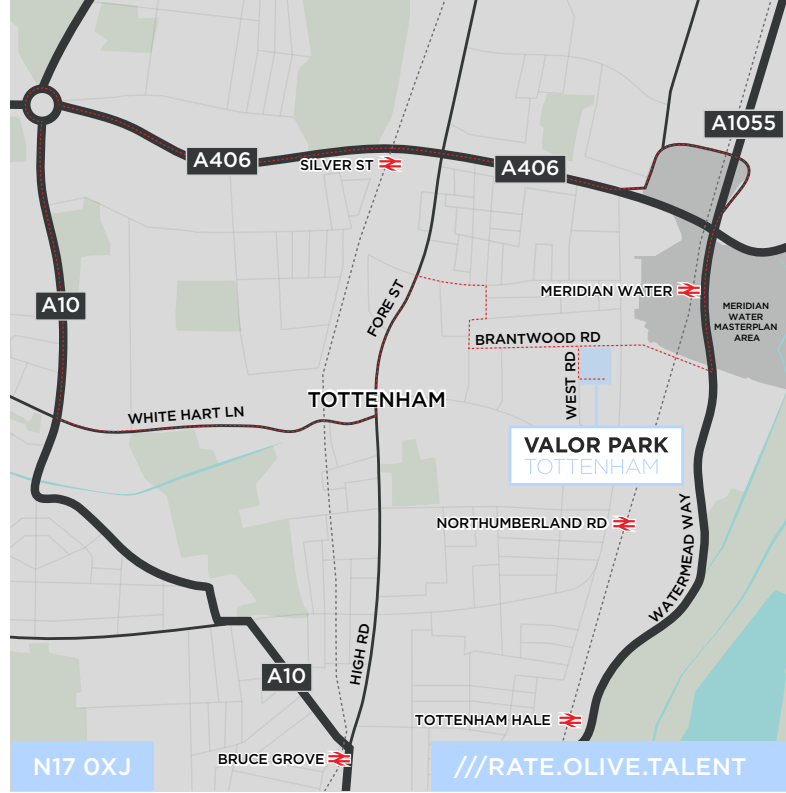 A1055
A406
SILVER ST
A406
MERIDIAN WATER
A10
FORE ST
MERIDIAN
WATER
MASTERPLAN
AREA
BRANTWOOD RD
WEST RD
TOTTENHAM
WHITE HART LN
VALOR PARK
TOTTENHAM
NORTHUMBERLAND RD
WATERMEAD WAY
HIGH RD
A10
TOTTENHAM HALE
BRUCE GROVE
N17 0XJ
///RATE.OLIVE.TALENT